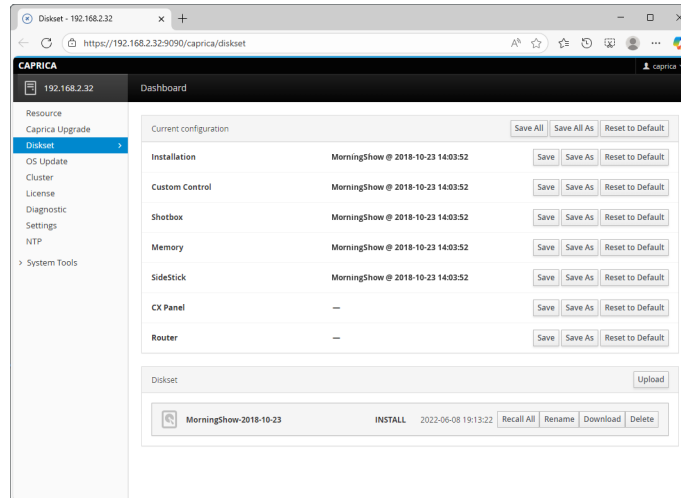 Diskset - 192.168.2.32
https://192.168.2.32:9090/caprica/diskset
CAPRICA
caprica
192.168.2.32
Dashboard
Resource
Caprica Upgrade
Diskset
OS Update
Cluster
License
Diagnostic
Settings
NTP
System Tools
Current configuration Save All Save All As Reset to Default
Installation MorningShow @ 2018-10-23 14:03:52 Save Save As Reset to Default
Custom Control MorningShow @ 2018-10-23 14:03:52 Save Save As Reset to Default
Shotbox MorningShow @ 2018-10-23 14:03:52 Save Save As Reset to Default
Memory MorningShow @ 2018-10-23 14:03:52 Save Save As Reset to Default
SideStick MorningShow @ 2018-10-23 14:03:52 Save Save As Reset to Default
CX Panel — Save Save As Reset to Default
Router — Save Save As Reset to Default
Diskset Upload
MorningShow-2018-10-23 INSTALL 2022-06-08 19:13:22 Recall All Rename Download Delete